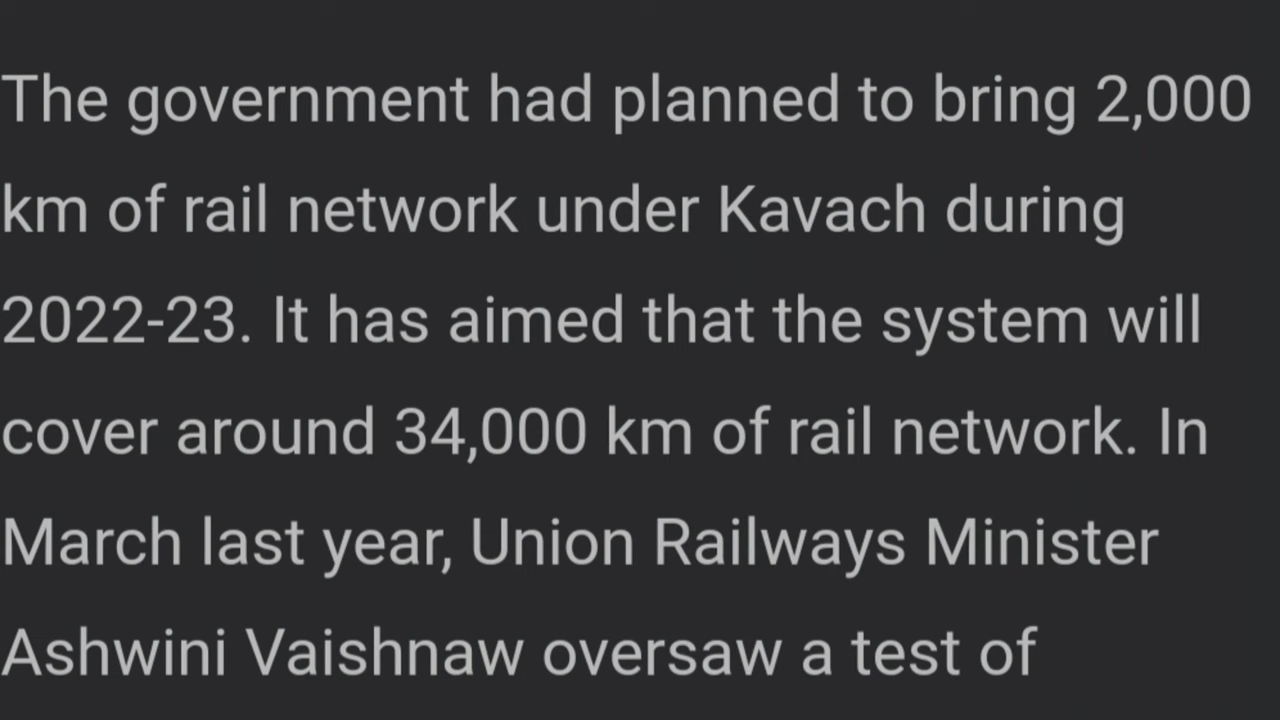 The government had planned to bring 2,000
km of rail network under Kavach during
2022-23. It has aimed that the system will
cover around 34,000 km of rail network. In
March last year, Union Railways Minister
Ashwini Vaishnaw oversaw a test of